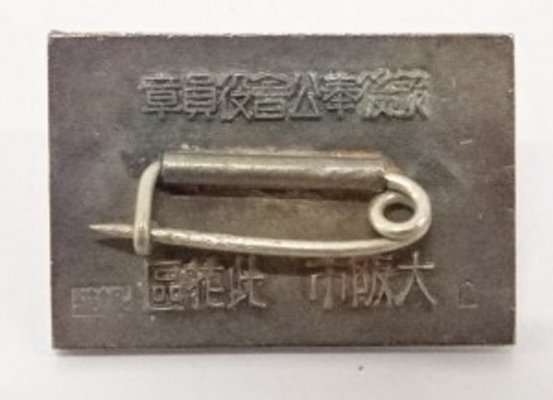 銃後奉公會役員章
大阪市 此花區